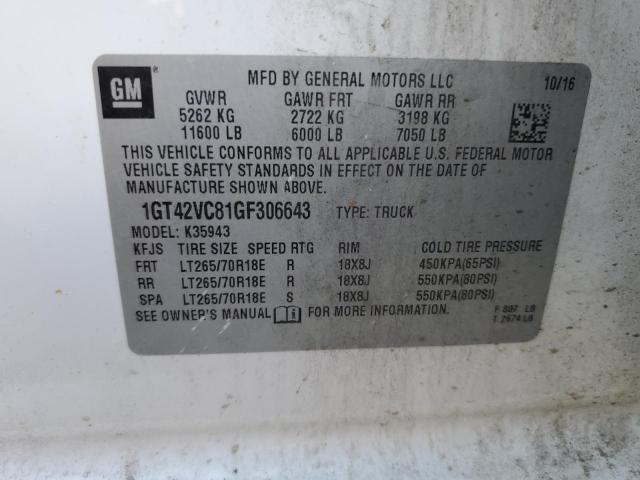 GM
MFD BY GENERAL MOTORS LLC 10/16
GVWR GAWR FRT GAWR RR
5262 KG 2722 KG 3198 KG
11600 LB 6000 LB 7050 LB
THIS VEHICLE CONFORMS TO ALL APPLICABLE U.S. FEDERAL MOTOR
VEHICLE SAFETY STANDARDS IN EFFECT ON THE DATE OF
MANUFACTURE SHOWN ABOVE.
1GT42VC81GF306643 TYPE: TRUCK
MODEL: K35943
KFJS TIRE SIZE SPEED RTG RIM COLD TIRE PRESSURE
FRT LT265/70R18E R 18X8J 450KPA(65PSI)
RR LT265/70R18E R 18X8J 550KPA(80PSI)
SPA LT265/70R18E S 18X8J 550KPA(80PSI)
SEE OWNER'S MANUAL FOR MORE INFORMATION.
F 807 LB
T 2674 LB